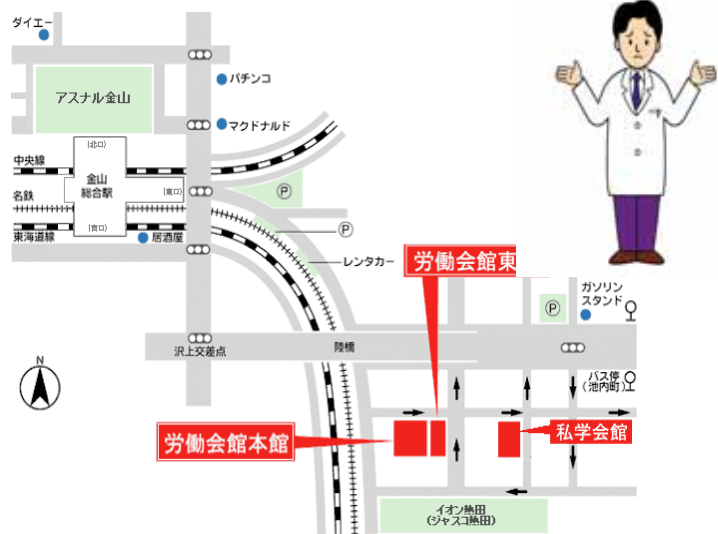 ダイエー
パチンコ
アスナル金山
マクドナルド
(北口)
中央線
金山
総合駅
(東口)
名鉄
P
(南口)
東海道線
居酒屋
P
レンタカー
労働会館東
ガソリン
スタンド
P
沢上交差点
陸橋
N
バス停
(池内町)
労働会館本館
私学会館
イオン熱田
(ジャスコ熱田)